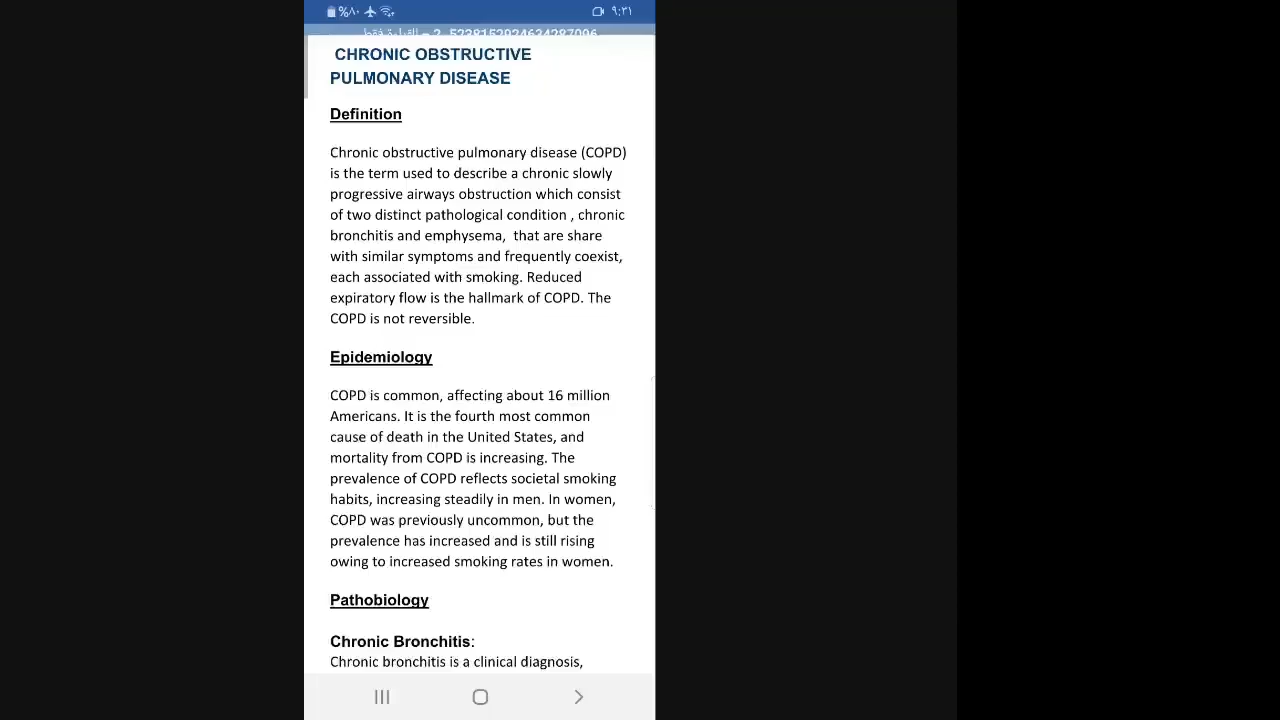 %٨٠
٩:٣١
CHRONIC OBSTRUCTIVE
PULMONARY DISEASE
Definition
Chronic obstructive pulmonary disease (COPD)
is the term used to describe a chronic slowly
progressive airways obstruction which consist
of two distinct pathological condition , chronic
bronchitis and emphysema,  that are share
with similar symptoms and frequently coexist,
each associated with smoking. Reduced
expiratory flow is the hallmark of COPD. The
COPD is not reversible.
Epidemiology
COPD is common, affecting about 16 million
Americans. It is the fourth most common
cause of death in the United States, and
mortality from COPD is increasing. The
prevalence of COPD reflects societal smoking
habits, increasing steadily in men. In women,
COPD was previously uncommon, but the
prevalence has increased and is still rising
owing to increased smoking rates in women.
Pathobiology
Chronic Bronchitis:
Chronic bronchitis is a clinical diagnosis,